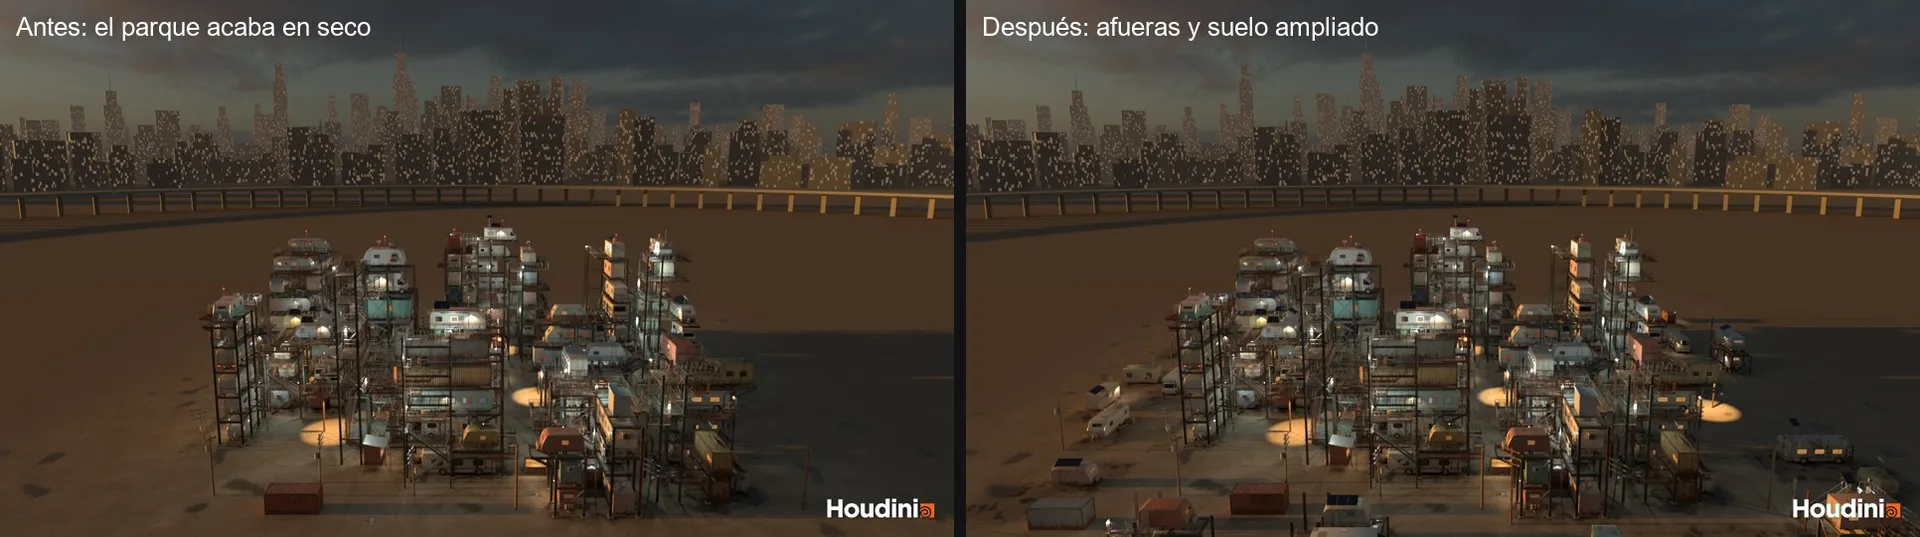 Antes: el parque acaba en seco
Después: afueras y suelo ampliado
Houdini
Houdini